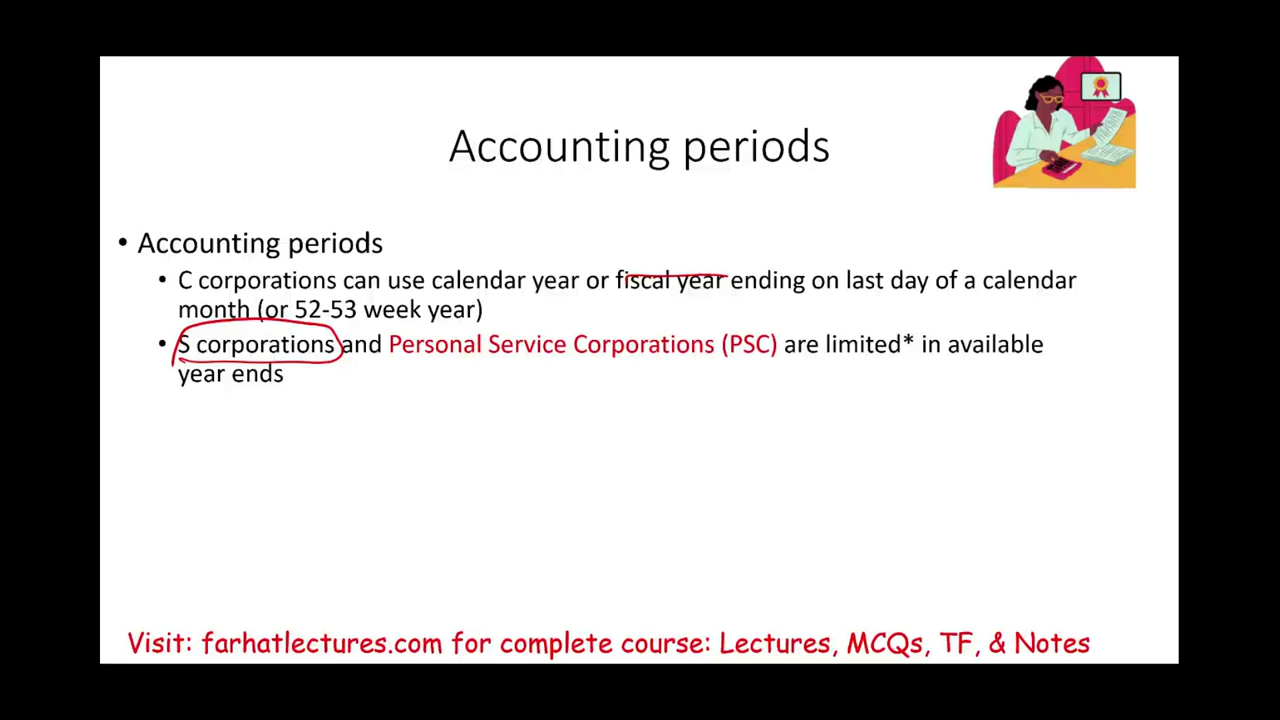 Accounting periods
• Accounting periods
• C corporations can use calendar year or fiscal year ending on last day of a calendar
month (or 52-53 week year)
• S corporations and Personal Service Corporations (PSC) are limited* in available
year ends
Visit: farhatlectures.com for complete course: Lectures, MCQs, TF, & Notes